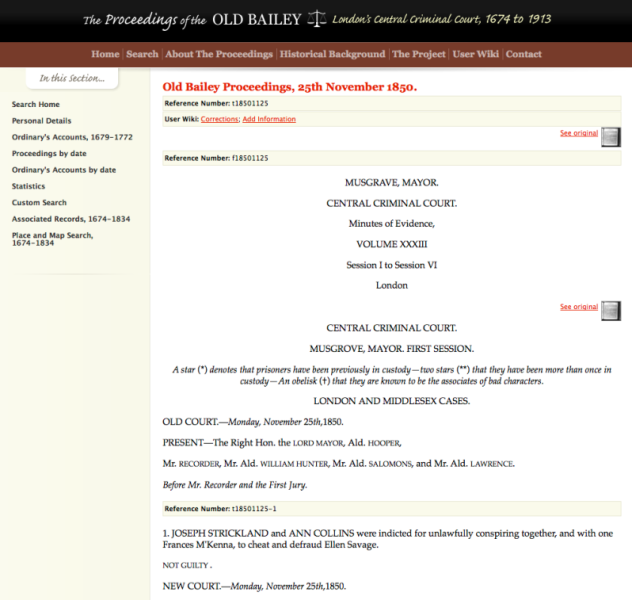 The Proceedings of the OLD BAILEY London's Central Criminal Court, 1674 to 1913
Home Search About The Proceedings Historical Background The Project User Wiki Contact
In this Section...
Search Home
Personal Details
Ordinary's Accounts, 1679-1772
Proceedings by date
Ordinary's Accounts by date
Statistics
Custom Search
Associated Records, 1674-1834
Place and Map Search,
1674-1834
Old Bailey Proceedings, 25th November 1850.
Reference Number: t18501125
User Wiki: Corrections; Add Information
See original
Reference Number: f18501125
MUSGRAVE, MAYOR.
CENTRAL CRIMINAL COURT.
Minutes of Evidence,
VOLUME XXXIII
Session I to Session VI
London
See original
CENTRAL CRIMINAL COURT.
MUSGROVE, MAYOR. FIRST SESSION.
A star (*) denotes that prisoners have been previously in custody—two stars (**) that they have been more than once in
custody—An obelisk (†) that they are known to be the associates of bad characters.
LONDON AND MIDDLESEX CASES.
OLD COURT.—Monday, November 25th,1850.
PRESENT—The Right Hon. the LORD MAYOR, Ald. HOOPER,
Mr. RECORDER, Mr. Ald. WILLIAM HUNTER, Mr. Ald. SALOMONS, and Mr. Ald. LAWRENCE.
Before Mr. Recorder and the First Jury.
Reference Number: t18501125-1
1. JOSEPH STRICKLAND and ANN COLLINS were indicted for unlawfully conspiring together, and with one
Frances M'Kenna, to cheat and defraud Ellen Savage.
NOT GUILTY .
NEW COURT.—Monday, November 25th,1850.